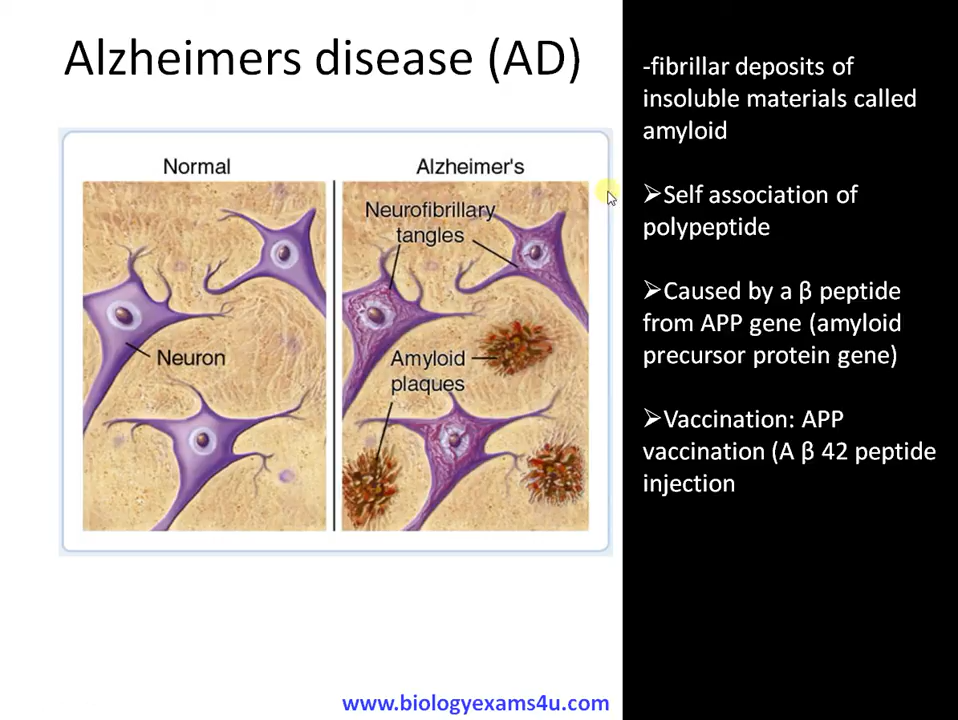 Alzheimers disease (AD)
Normal
Alzheimer's
Neurofibrillary
tangles
Neuron
Amyloid
plaques
-fibrillar deposits of
insoluble materials called
amyloid
➢Self association of
polypeptide
➢Caused by a β peptide
from APP gene (amyloid
precursor protein gene)
➢Vaccination: APP
vaccination (A β 42 peptide
injection
www.biologyexams4u.com